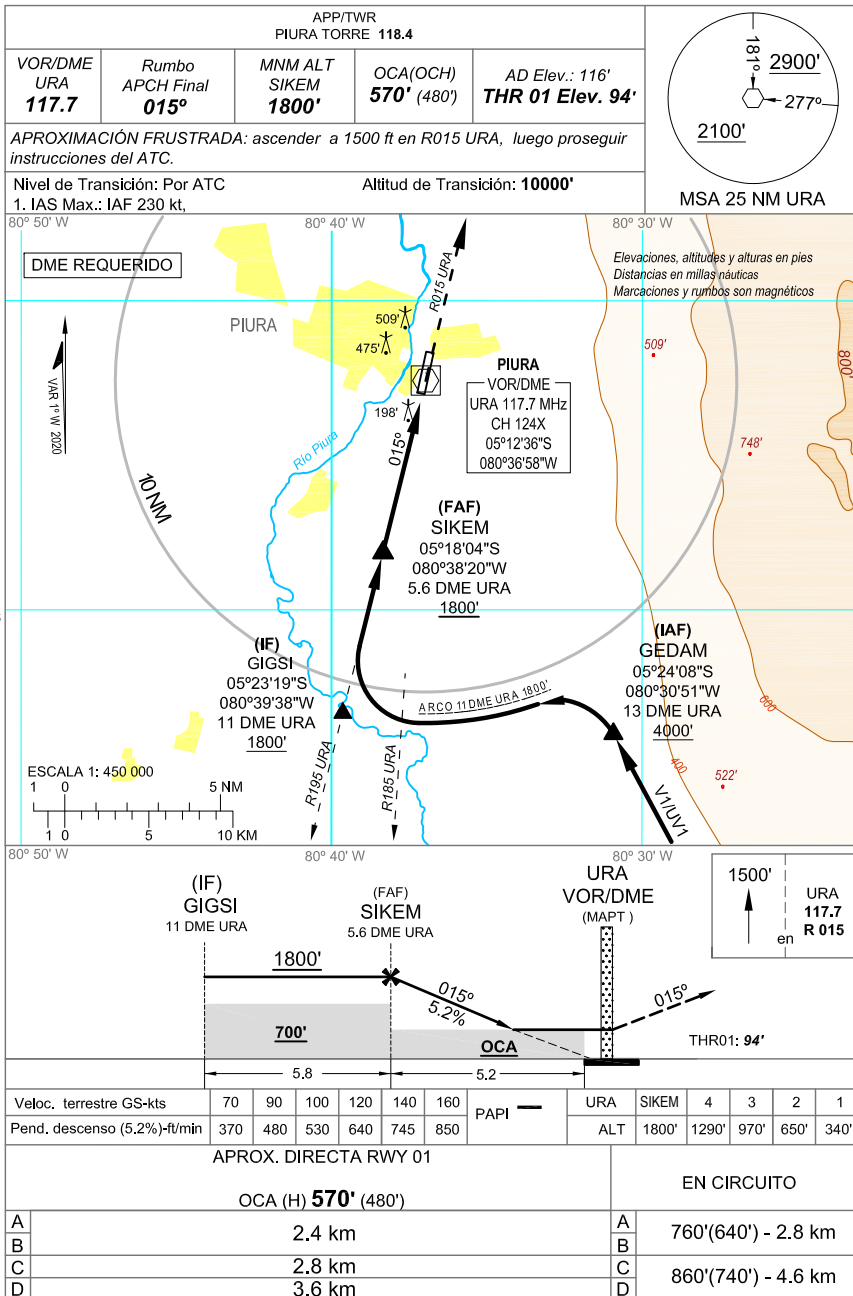 APP/TWR
PIURA TORRE 118.4
VOR/DME
URA
117.7
Rumbo
APCH Final
015º
MNM ALT
SIKEM
1800'
OCA(OCH)
570' (480')
AD Elev.: 116'
THR 01 Elev. 94'
APROXIMACIÓN FRUSTRADA: ascender a 1500 ft en R015 URA, luego proseguir
instrucciones del ATC.
Nivel de Transición: Por ATC
Altitud de Transición: 10000'
1. IAS Max.: IAF 230 kt,
181º
2900'
277º
2100'
MSA 25 NM URA
80º 50' W
80º 40' W
80º 30' W
DME REQUERIDO
Elevaciones, altitudes y alturas en pies
Distancias en millas náuticas
Marcaciones y rumbos son magnéticos
R015 URA
PIURA
509'
475'
509'
800'
VAR 1º W 2020
PIURA
VOR/DME
URA 117.7 MHz
CH 124X
05º12'36"S
080º36'58"W
198'
015º
Río Piura
748'
10 NM
(FAF)
SIKEM
05º18'04"S
080º38'20"W
5.6 DME URA
1800'
(IF)
GIGSI
05º23'19"S
080º39'38"W
11 DME URA
1800'
(IAF)
GEDAM
05º24'08"S
080º30'51"W
13 DME URA
4000'
ARCO 11 DME URA 1800'
600
400
522'
R195 URA
R185 URA
V1/UV1
ESCALA 1: 450 000
1 0 5 NM
1 0 5 10 KM
80º 50' W
80º 40' W
80º 30' W
(IF)
GIGSI
11 DME URA
(FAF)
SIKEM
5.6 DME URA
URA
VOR/DME
(MAPT )
1500'
en
URA
117.7
R 015
1800'
015º
5.2%
015º
700'
OCA
THR01: 94'
5.8
5.2
Veloc. terrestre GS-kts 70 90 100 120 140 160
Pend. descenso (5.2%)-ft/min 370 480 530 640 745 850
PAPI
URA SIKEM 4 3 2 1
ALT 1800' 1290' 970' 650' 340'
APROX. DIRECTA RWY 01
OCA (H) 570' (480')
EN CIRCUITO
A
B
2.4 km
C
2.8 km
D
3.6 km
A
B
760'(640') - 2.8 km
C
D
860'(740') - 4.6 km